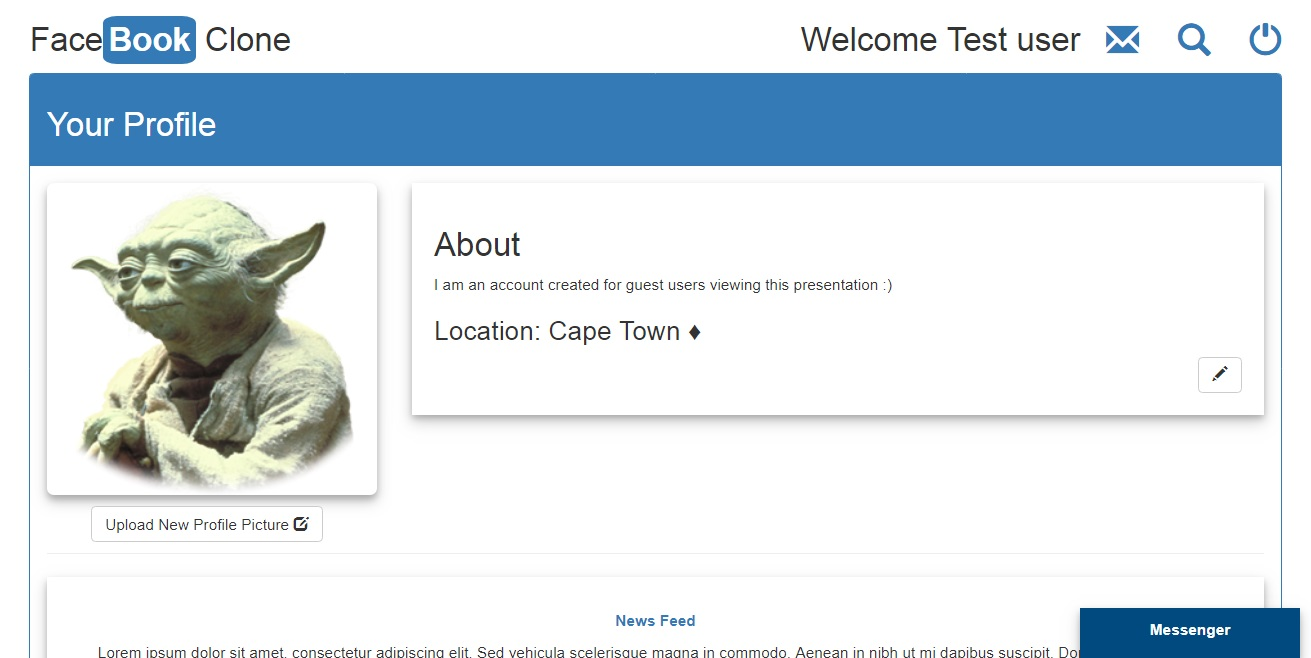 FaceBook Clone
Welcome Test user
Your Profile
About
I am an account created for guest users viewing this presentation :)
Location: Cape Town ♦
Upload New Profile Picture
News Feed
Lorem ipsum dolor sit amet, consectetur adipiscing elit. Sed vehicula scelerisque magna in commodo. Aenean in nibh ut mi dapibus suscipit.
Messenger